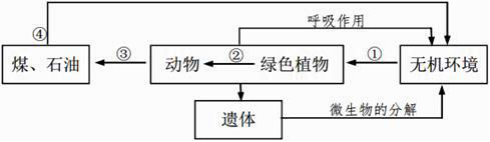 ④
呼吸作用
煤、石油
③
动物
②
绿色植物
①
无机环境
微生物的分解
遗体